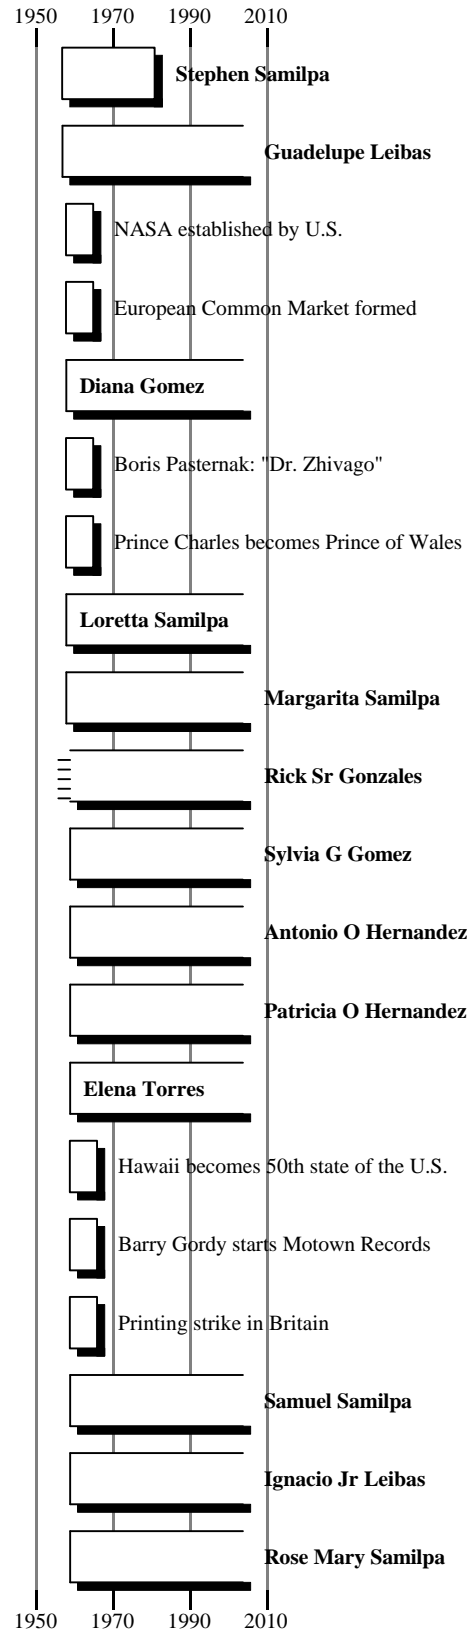 1950 1970 1990 2010
Stephen Samilpa
Guadelupe Leibas
NASA established by U.S.
European Common Market formed
Diana Gomez
Boris Pasternak: "Dr. Zhivago"
Prince Charles becomes Prince of Wales
Loretta Samilpa
Margarita Samilpa
Rick Sr Gonzales
Sylvia G Gomez
Antonio O Hernandez
Patricia O Hernandez
Elena Torres
Hawaii becomes 50th state of the U.S.
Barry Gordy starts Motown Records
Printing strike in Britain
Samuel Samilpa
Ignacio Jr Leibas
Rose Mary Samilpa
1950 1970 1990 2010